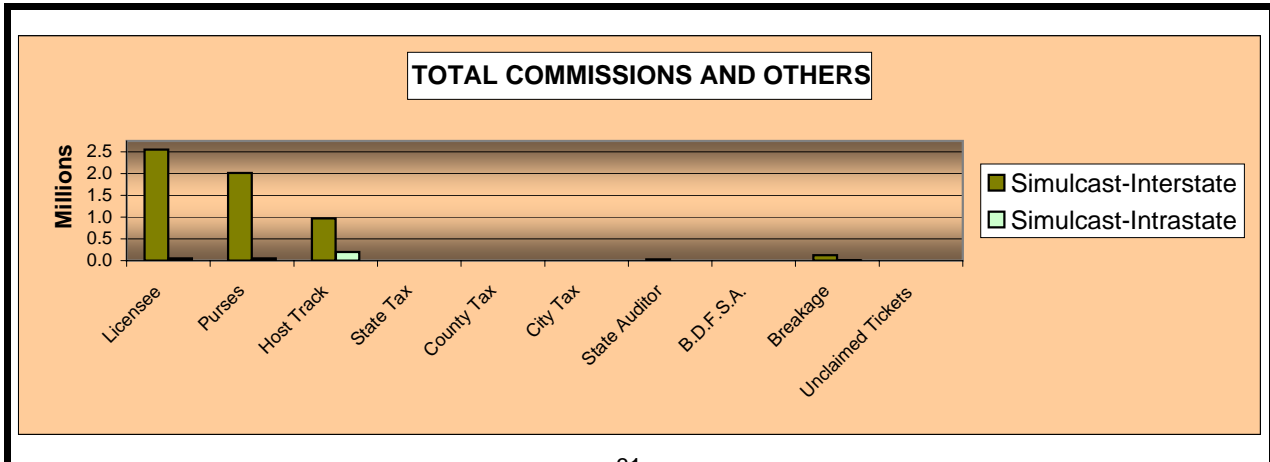 TOTAL COMMISSIONS AND OTHERS
Millions
2.5
2.0
1.5
1.0
0.5
0.0
Licensee
Purses
Host Track
State Tax
County Tax
City Tax
State Auditor
B.D.F.S.A.
Breakage
Unclaimed Tickets
Simulcast-Interstate
Simulcast-Intrastate